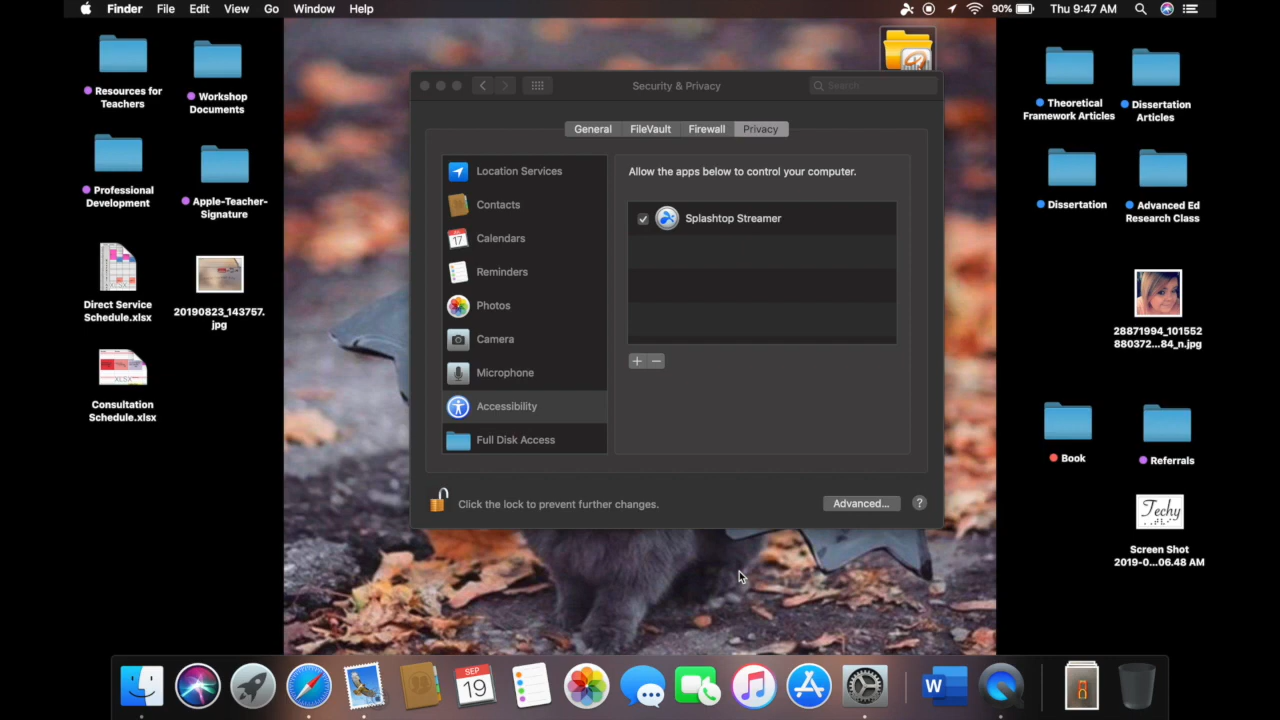 Finder File Edit View Go Window Help
90% Thu 9:47 AM
Resources for
Teachers
Workshop
Documents
Professional
Development
Apple-Teacher-
Signature
Direct Service
Schedule.xlsx
20190823_143757.
jpg
XLSX
Consultation
Schedule.xlsx
Security & Privacy
Search
General FileVault Firewall Privacy
Location Services
Contacts
17
Calendars
Reminders
Photos
Camera
Microphone
Accessibility
Full Disk Access
Allow the apps below to control your computer.
Splashtop Streamer
+ −
Click the lock to prevent further changes.
Advanced... ?
Theoretical
Framework Articles
Dissertation
Articles
Dissertation
Advanced Ed
Research Class
28871994_101552
880372...84_n.jpg
Book
Referrals
Techy
Screen Shot
2019-0...06.48 AM
SEP
19
W